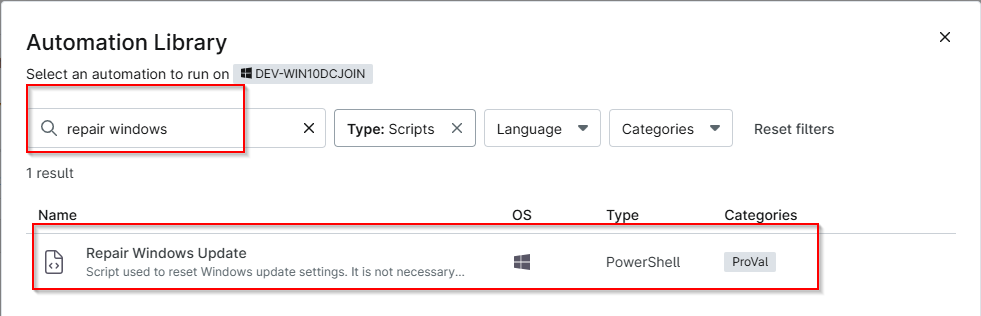 Automation Library
Select an automation to run on DEV-WIN10DCJOIN
repair windows Type: Scripts Language Categories Reset filters
1 result
Name OS Type Categories
Repair Windows Update PowerShell ProVal
Script used to reset Windows update settings. It is not necessary...